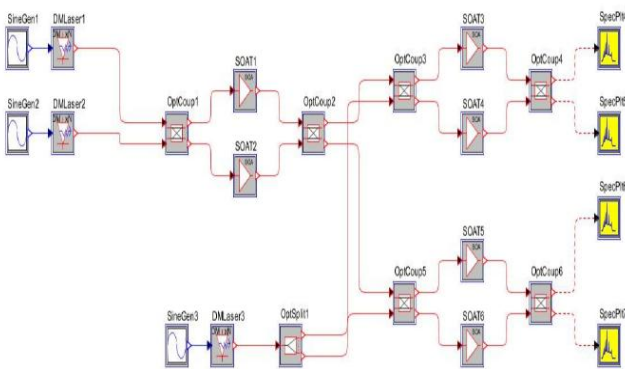 SineGen1
DMLaser1
SineGen2
DMLaser2
OptCoup1
SOAT1
SOAT2
OptCoup2
OptCoup3
SOAT3
SOAT4
OptCoup4
OptCoup5
SOAT5
SOAT6
OptCoup6
SineGen3
DMLaser3
OptSplit1